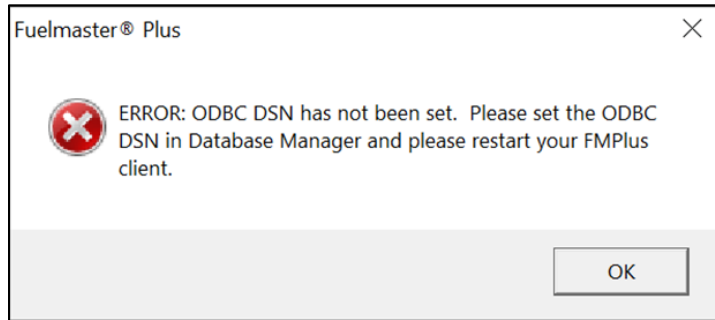 Fuelmaster® Plus
ERROR: ODBC DSN has not been set.  Please set the ODBC
DSN in Database Manager and please restart your FMPlus
client.
OK